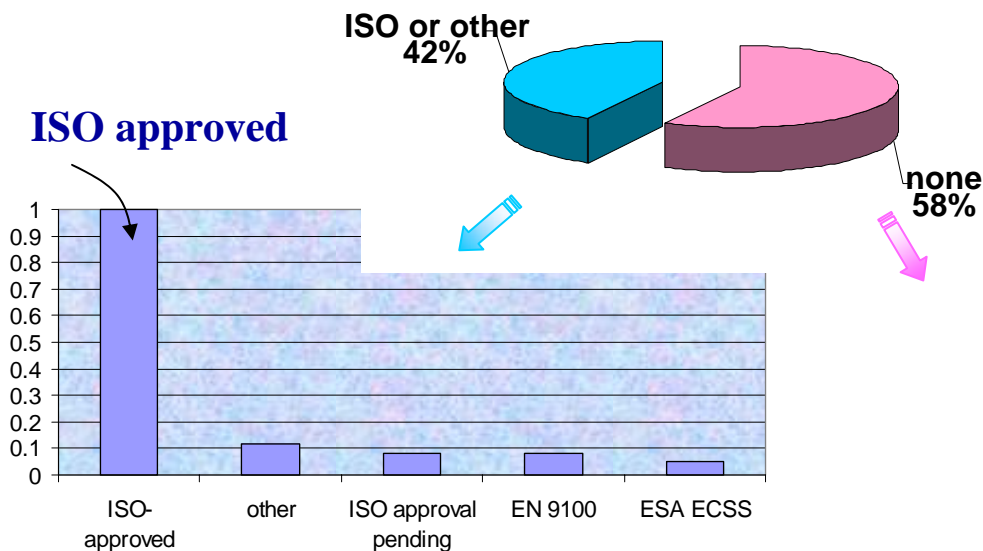 ISO or other
42%
ISO approved
none
58%
1
0.9
0.8
0.7
0.6
0.5
0.4
0.3
0.2
0.1
0
ISO-
approved
other
ISO approval
pending
EN 9100
ESA ECSS